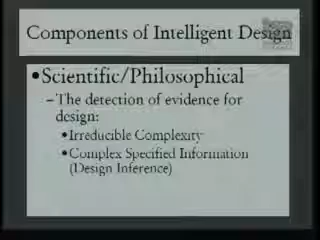 Components of Intelligent Design
•Scientific/Philosophical
–The detection of evidence for
design:
•Irreducible Complexity
•Complex Specified Information
(Design Inference)